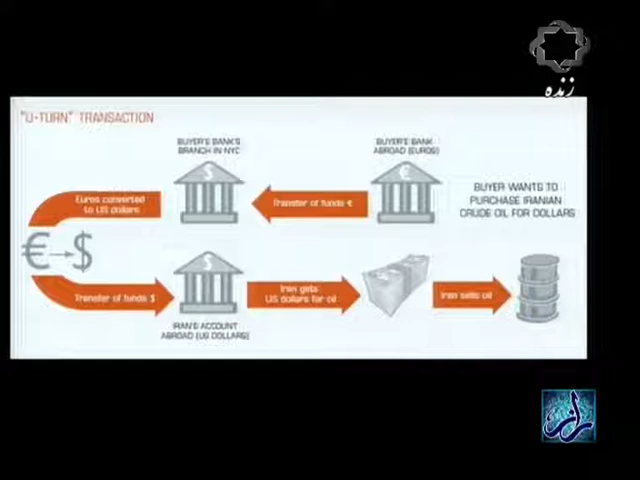 زنده
"U-TURN" TRANSACTION
BUYER'S BANK'S
BRANCH IN NYC
BUYER'S BANK
ABROAD (EUROS)
Euros converted
to US dollars
$
Transfer of funds €
€
BUYER WANTS TO
PURCHASE IRANIAN
CRUDE OIL FOR DOLLARS
€→$
Transfer of funds $
$
Iran gets
US dollars for oil
Iran sells oil
IRAN'S ACCOUNT
ABROAD (US DOLLARS)
راز